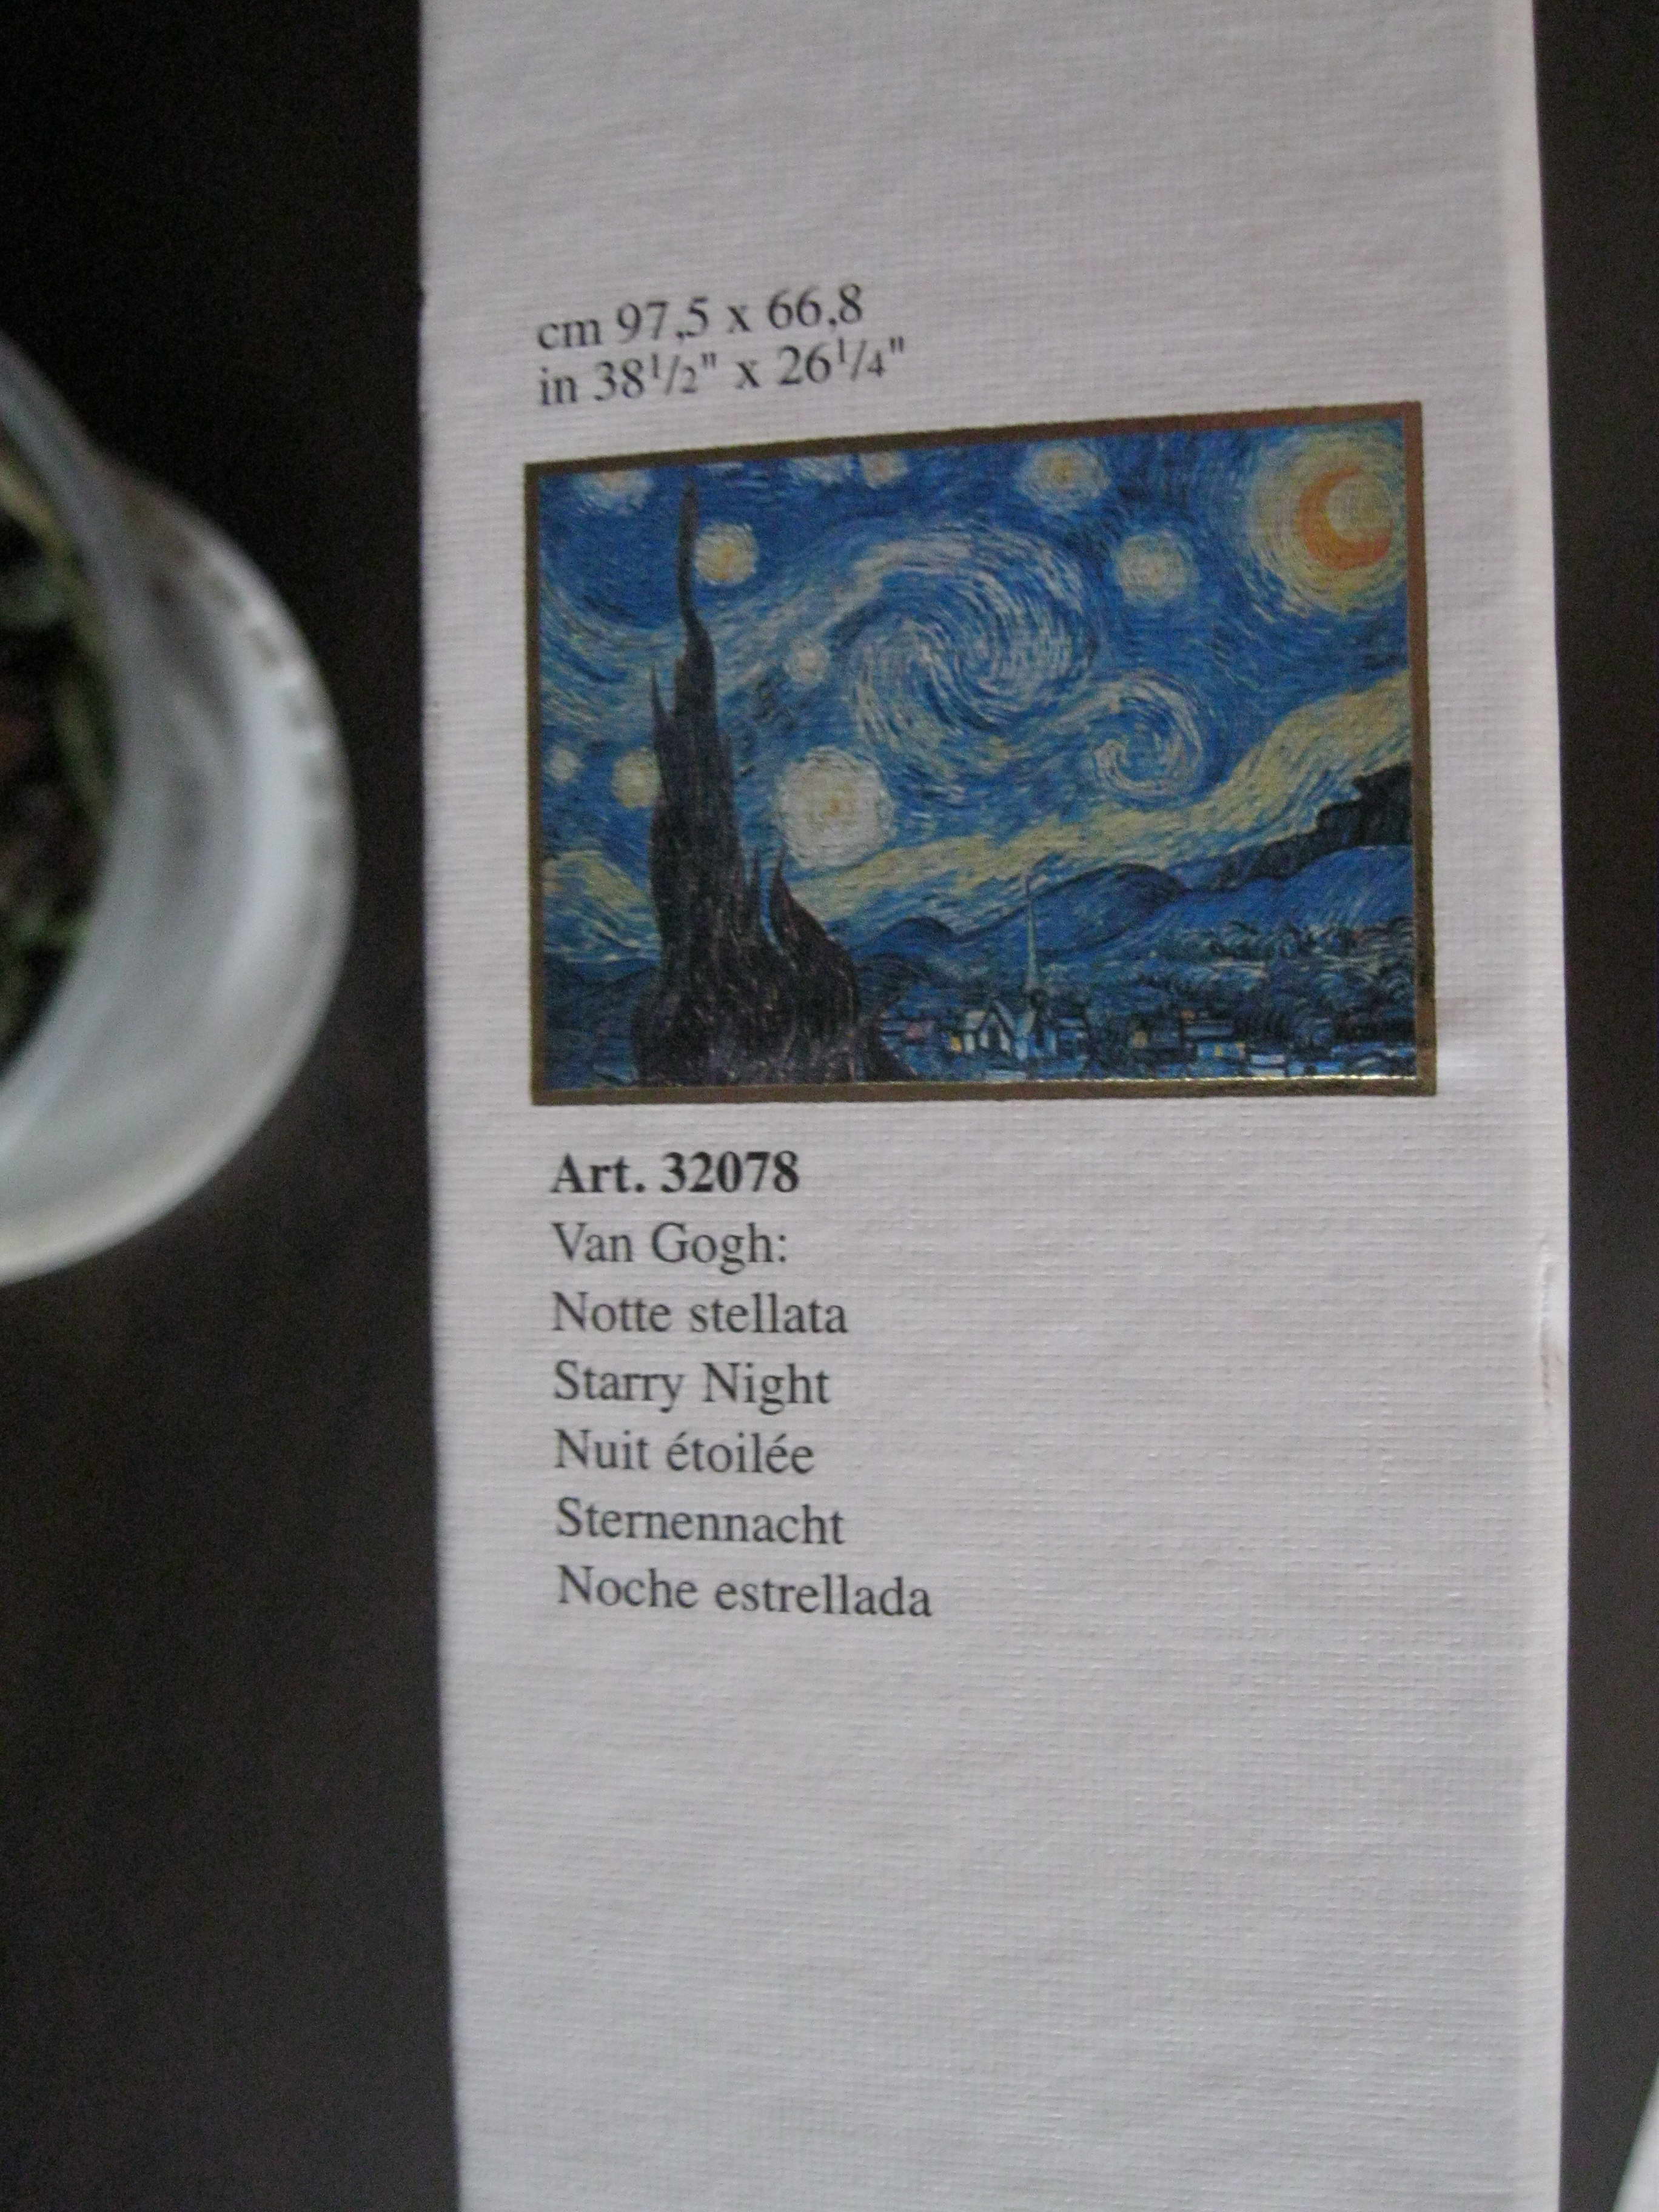 cm 97,5 x 66,8
in 38¹/₂" x 26¹/₄"
Art. 32078
Van Gogh:
Notte stellata
Starry Night
Nuit étoilée
Sternennacht
Noche estrellada